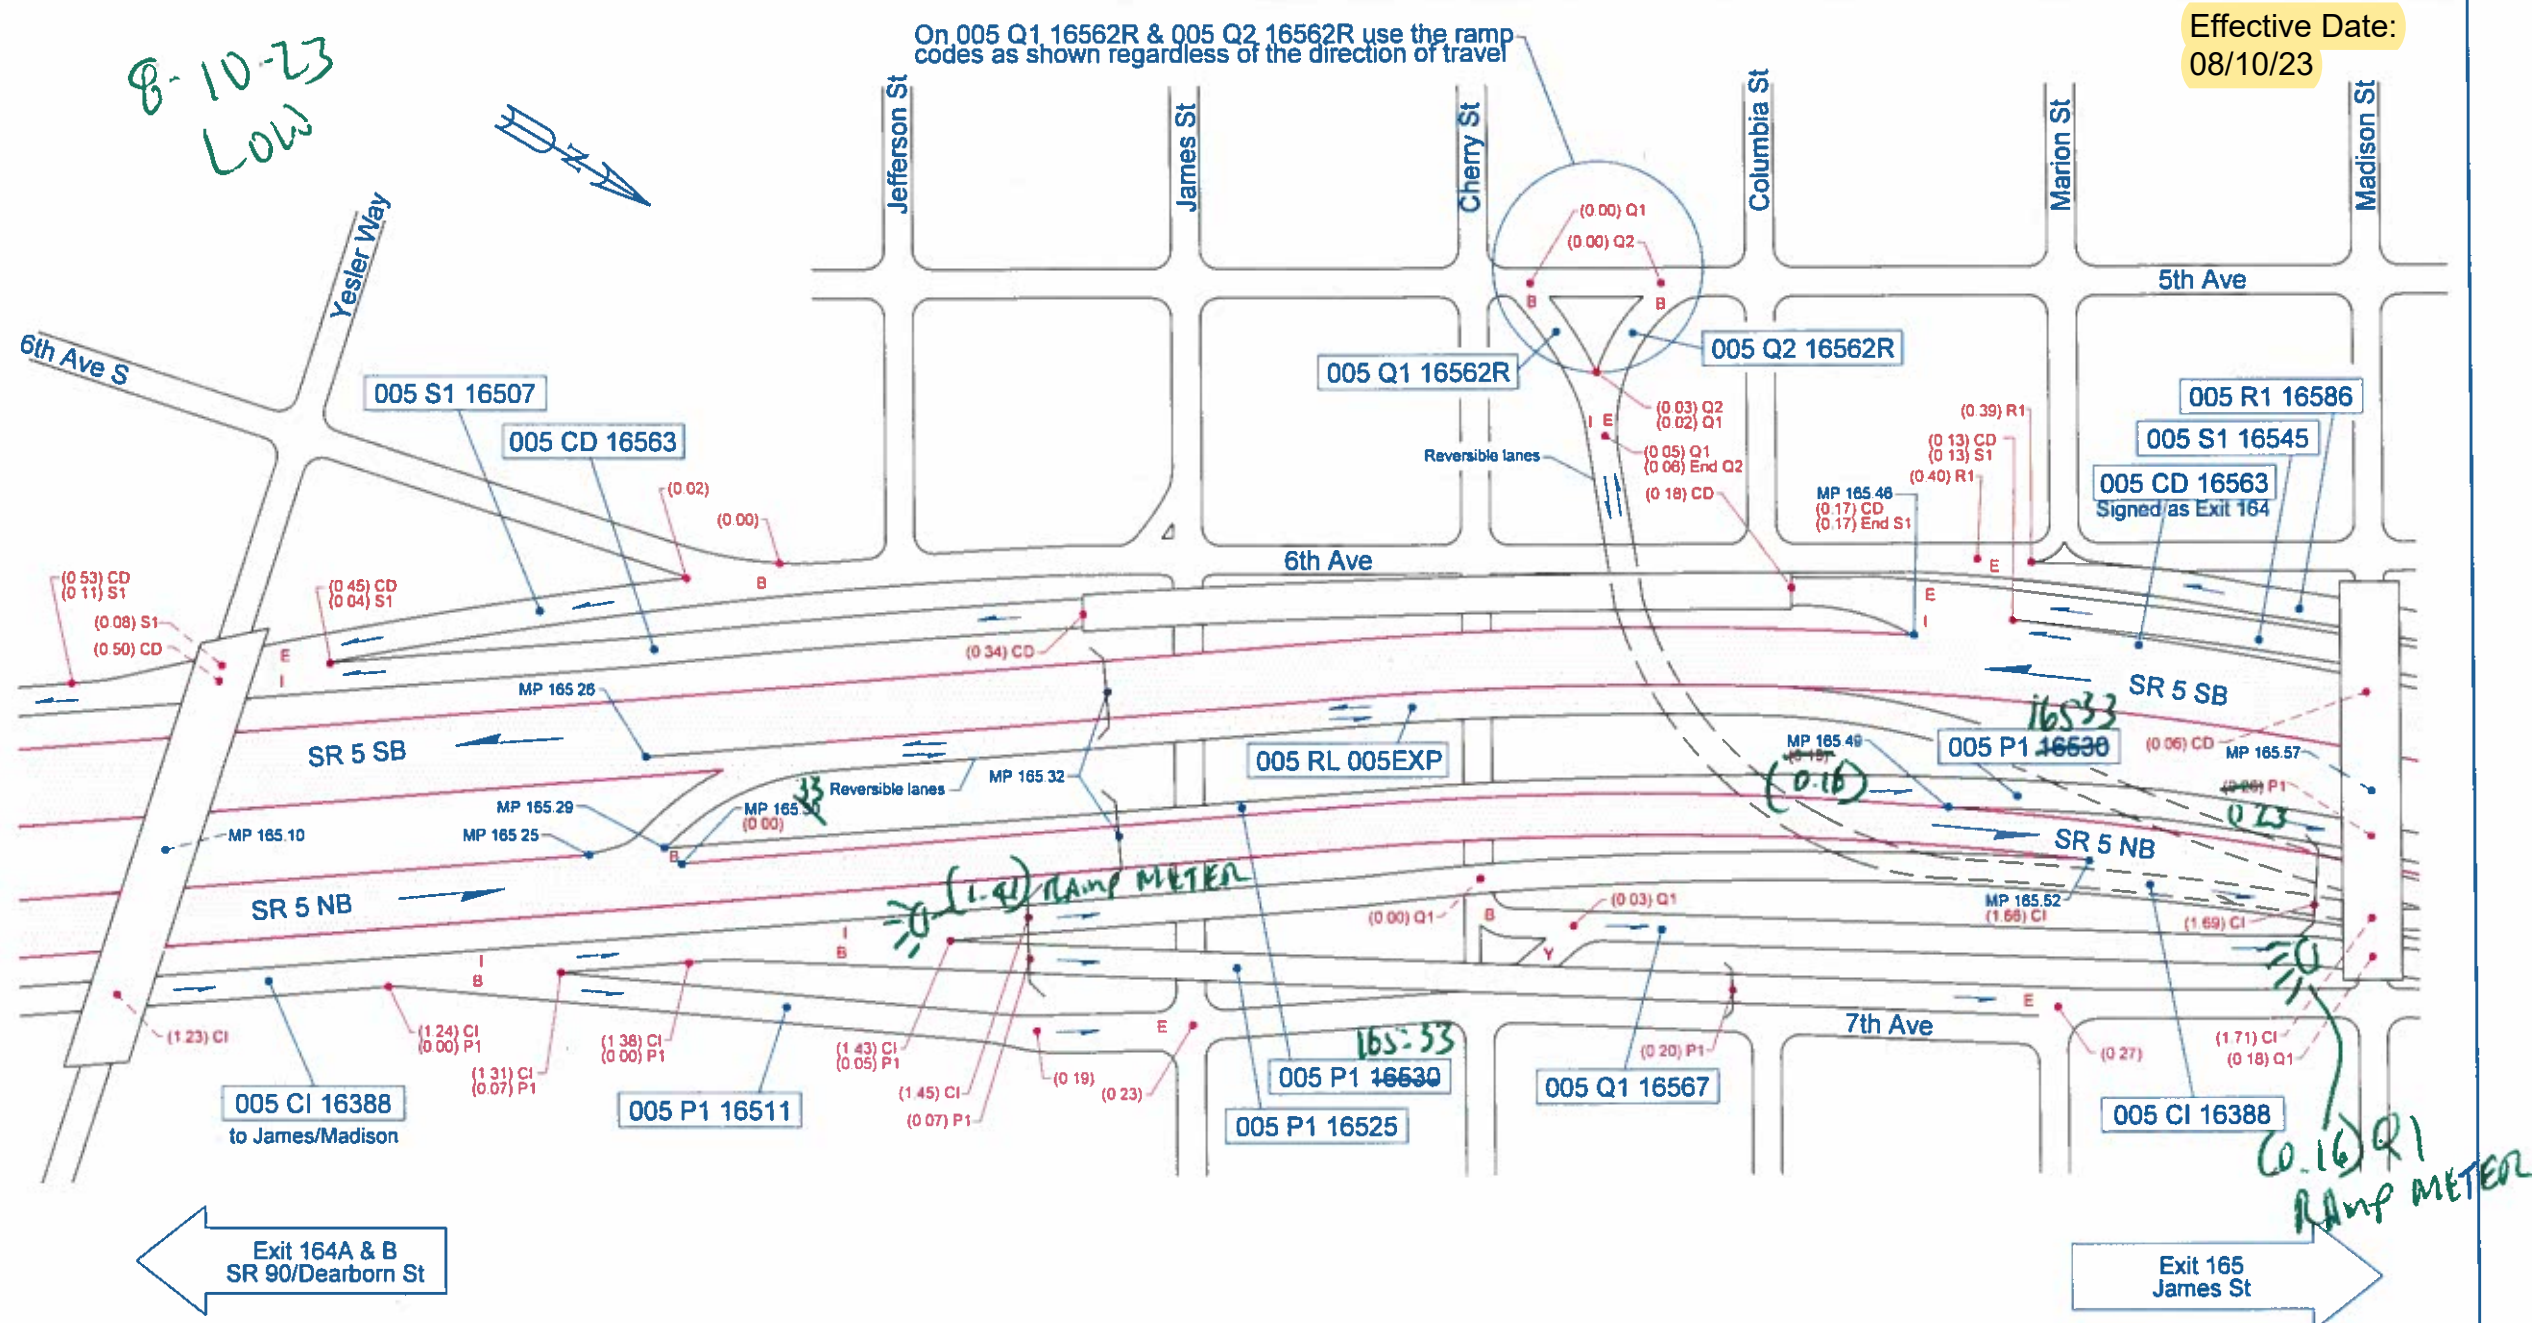 Effective Date:
08/10/23
On 005 Q1 16562R & 005 Q2 16562R use the ramp
codes as shown regardless of the direction of travel
8-10-23
LOW
N
Jefferson St
James St
Cherry St
Columbia St
Marion St
Madison St
Yesler Way
6th Ave S
5th Ave
(0.00) Q1
(0.00) Q2
B
B
005 Q1 16562R
005 Q2 16562R
005 S1 16507
005 CD 16563
(0 03) Q2
(0.02) Q1
I E
Reversible lanes
(0 05) Q1
(0 06) End Q2
(0 18) CD
(0.39) R1
(0 13) CD
(0 13) S1
(0.40) R1
MP 165.46
(0.17) CD
(0.17) End S1
005 R1 16586
005 S1 16545
005 CD 16563
Signed as Exit 164
(0 02)
(0.00)
B
6th Ave
E
E
I
(0 53) CD
(0 11) S1
(0.45) CD
(0 04) S1
(0 08) S1
(0 50) CD
E
I
(0 34) CD
MP 165 26
SR 5 SB
SR 5 SB
16533
005 P1 16530
(0 06) CD
MP 165.57
MP 165.49
(0.16)
P1
0 23
005 RL 005EXP
MP 165.32
Reversible lanes
33
MP 165.
(0 00)
MP 165.29
MP 165 25
B
MP 165.10
SR 5 NB
SR 5 NB
(1.41) RAMP METER
(0.00) Q1
B
(0 03) Q1
MP 165.52
(1.66) CI
(1.69) CI
Y
I
B
I
B
(1.23) CI
(1.24) CI
(0.00) P1
(1 31) CI
(0.07) P1
(1 38) CI
(0 00) P1
(1 43) CI
(0.05) P1
(1.45) CI
(0 07) P1
(0 19)
(0 23)
E
E
7th Ave
(0 20) P1
(0 27)
(1.71) CI
(0 18) Q1
005 CI 16388
to James/Madison
005 P1 16511
165:33
005 P1 16530
005 P1 16525
005 Q1 16567
005 CI 16388
(0.16) Q1
RAMP METER
Exit 164A & B
SR 90/Dearborn St
Exit 165
James St